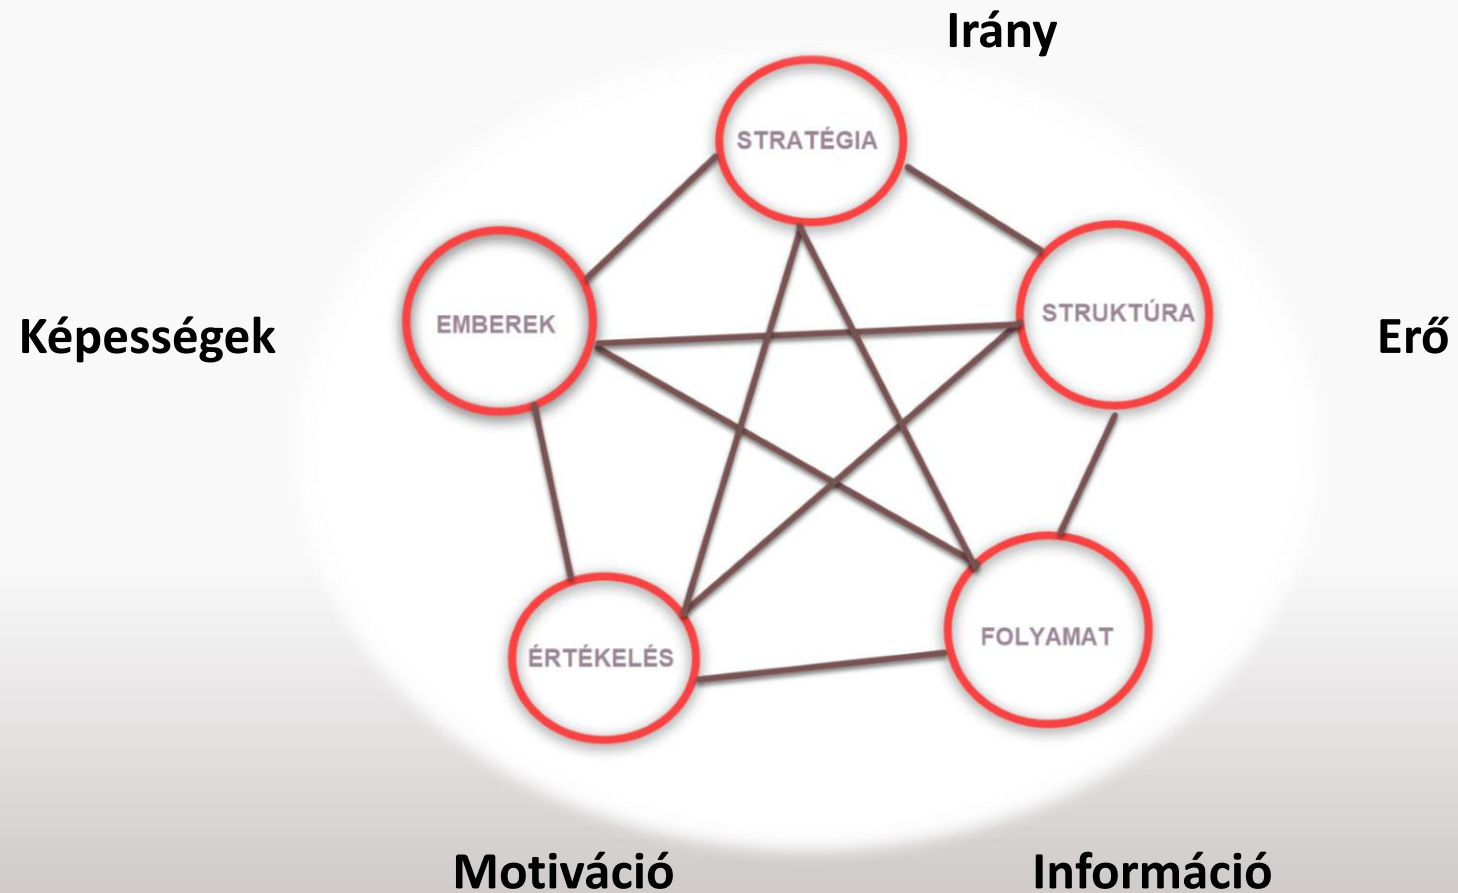 Irány
STRATÉGIA
EMBEREK
STRUKTÚRA
Képességek
Erő
ÉRTÉKELÉS
FOLYAMAT
Motiváció
Információ